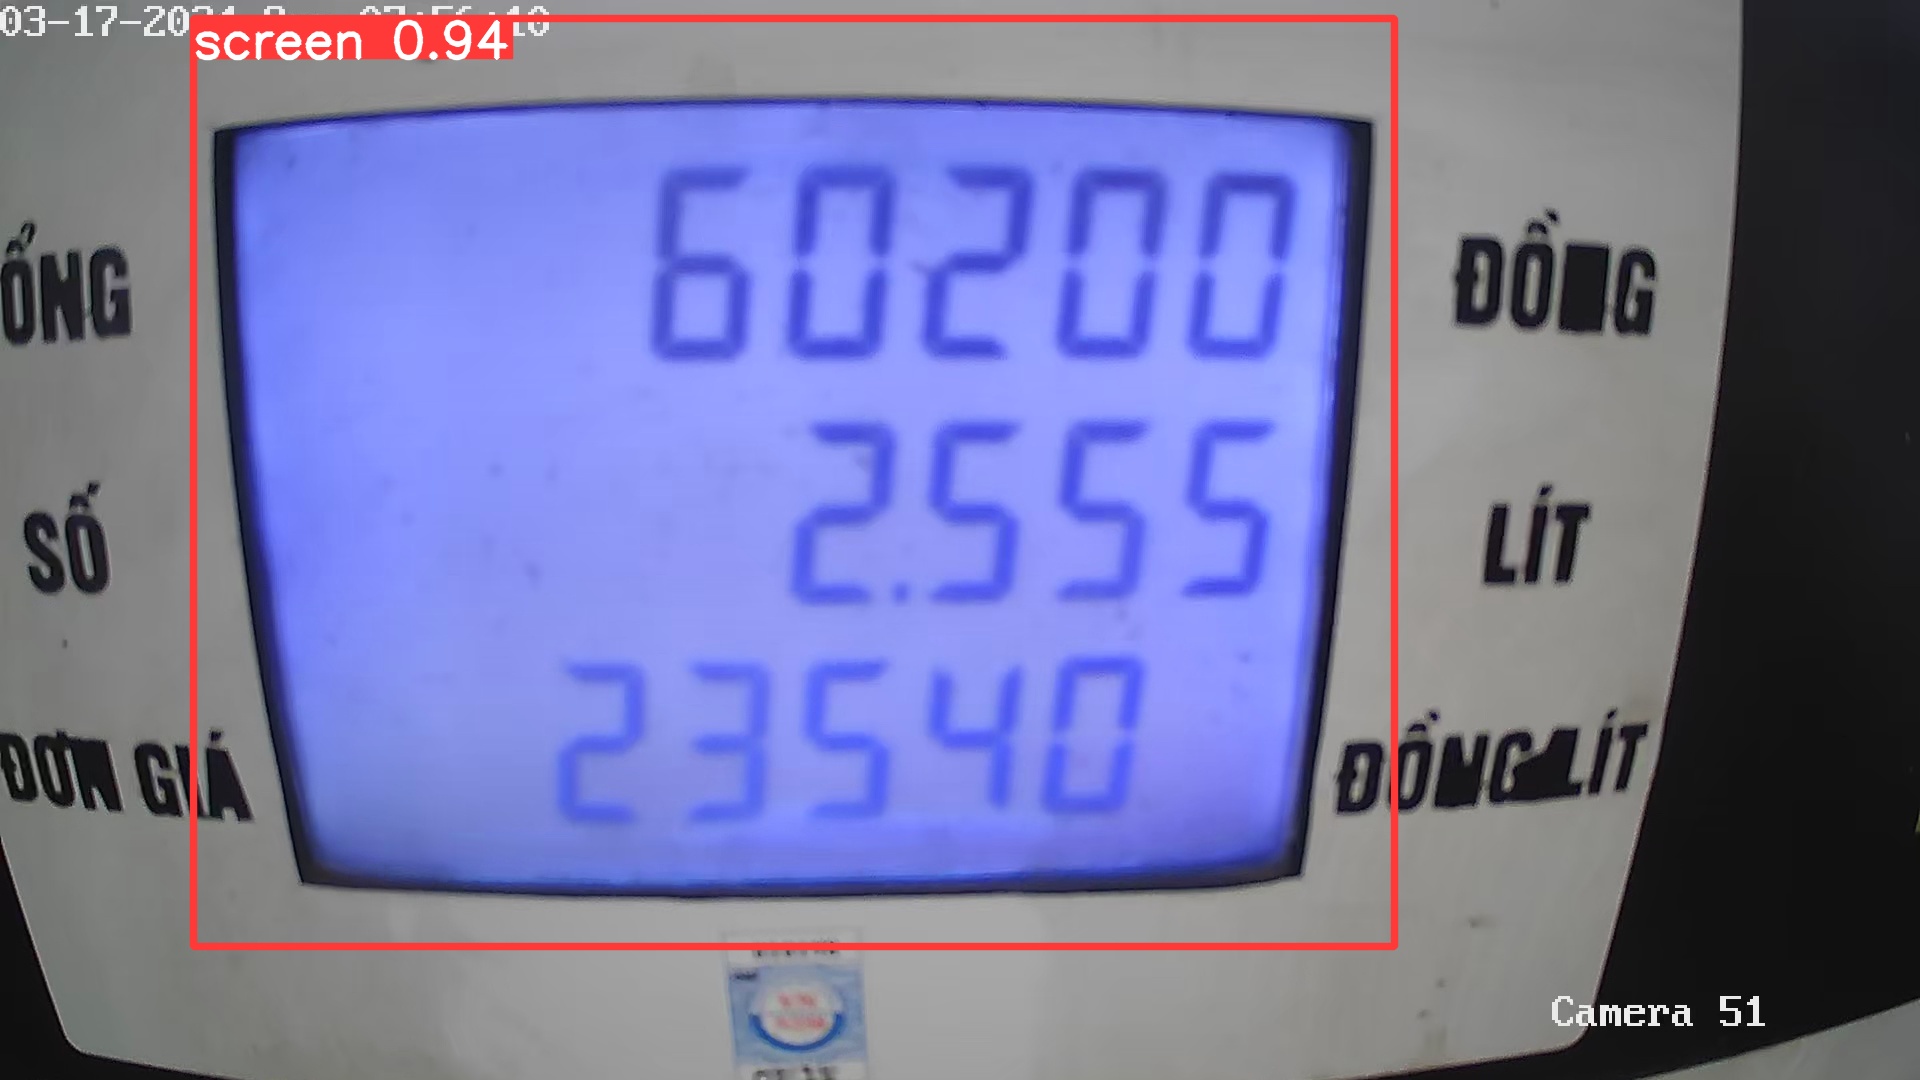 screen 0.94
60200
ỔNG ĐỒNG
2.555
SỐ LÍT
23540
ĐƠN GIÁ ĐỒNG/LÍT
Camera 51